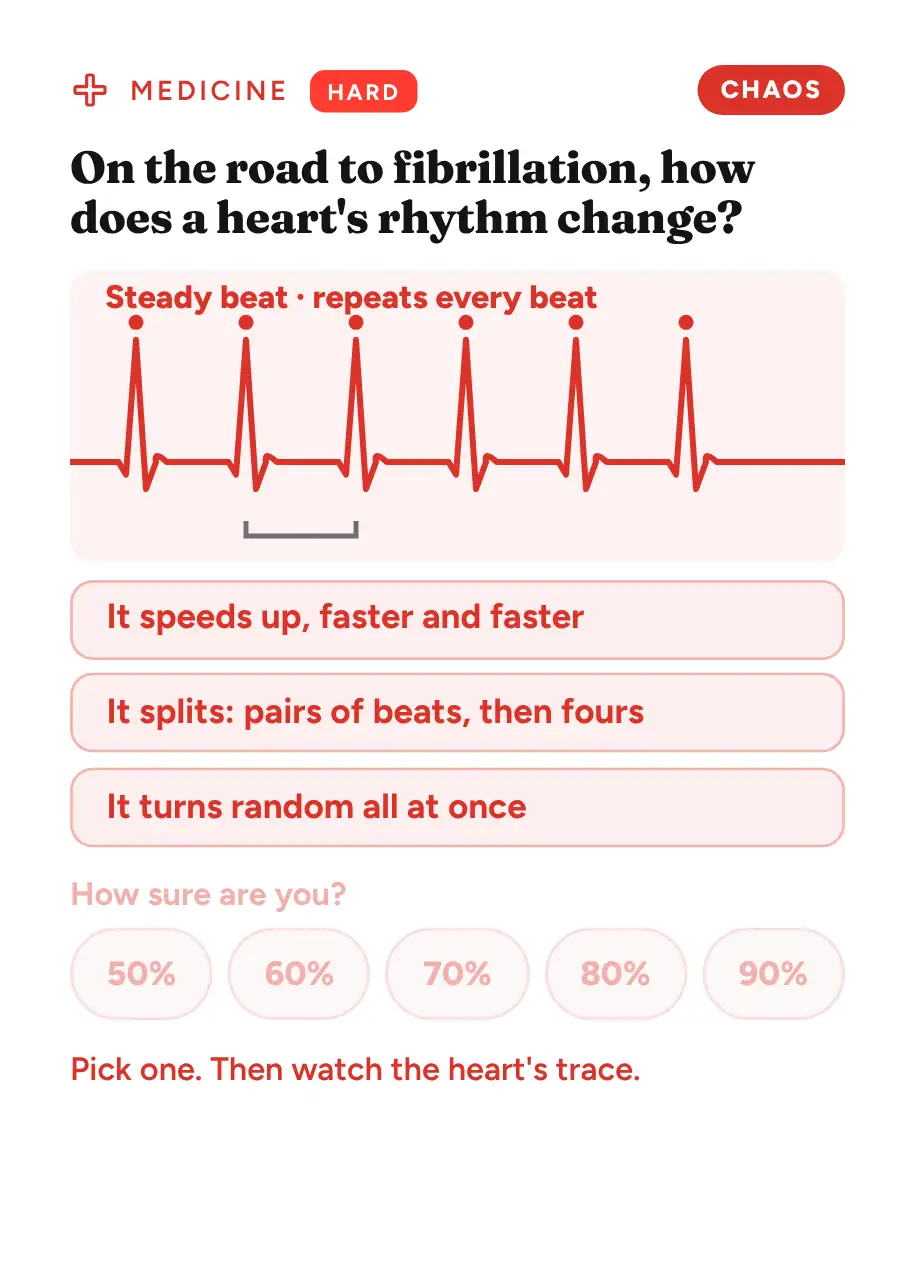 MEDICINE HARD CHAOS
On the road to fibrillation, how
does a heart's rhythm change?
Steady beat · repeats every beat
It speeds up, faster and faster
It splits: pairs of beats, then fours
It turns random all at once
How sure are you?
50% 60% 70% 80% 90%
Pick one. Then watch the heart's trace.